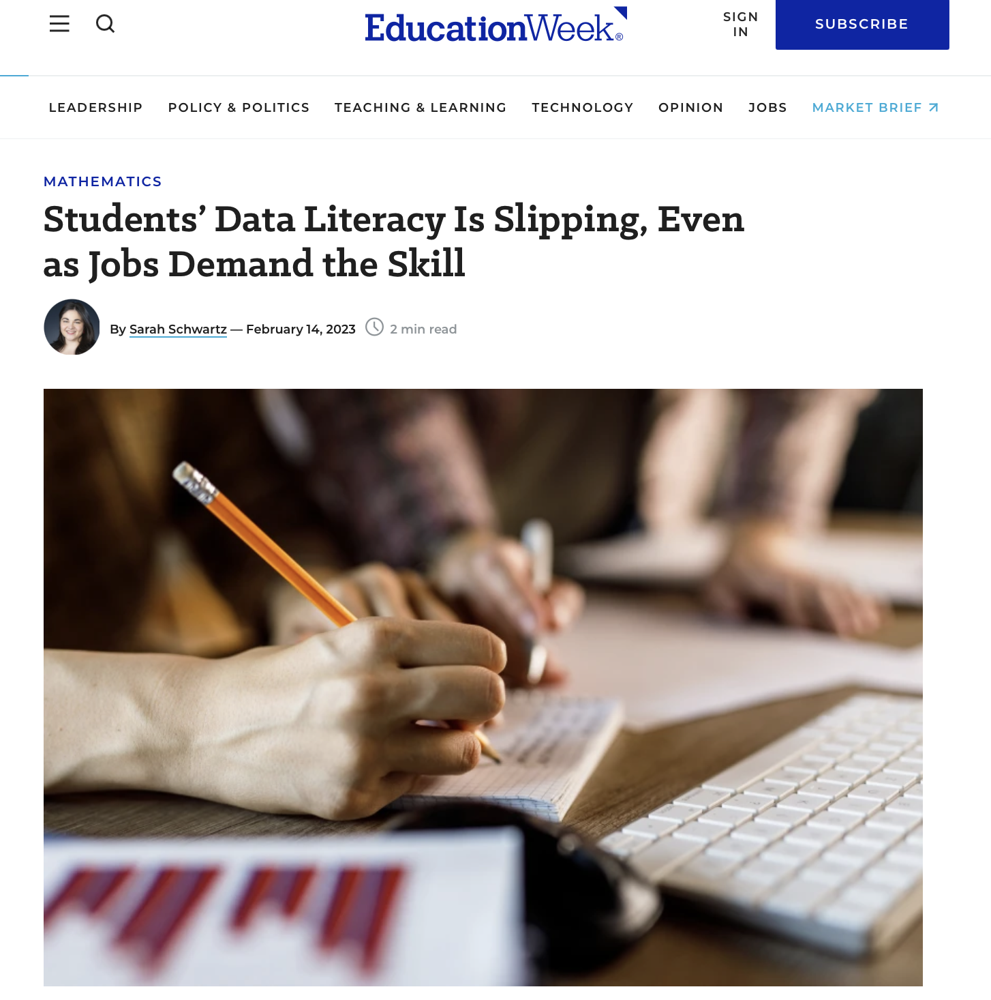 EducationWeek®
SIGN
IN
SUBSCRIBE
LEADERSHIP POLICY & POLITICS TEACHING & LEARNING TECHNOLOGY OPINION JOBS MARKET BRIEF
MATHEMATICS
Students’ Data Literacy Is Slipping, Even
as Jobs Demand the Skill
By Sarah Schwartz — February 14, 2023 2 min read